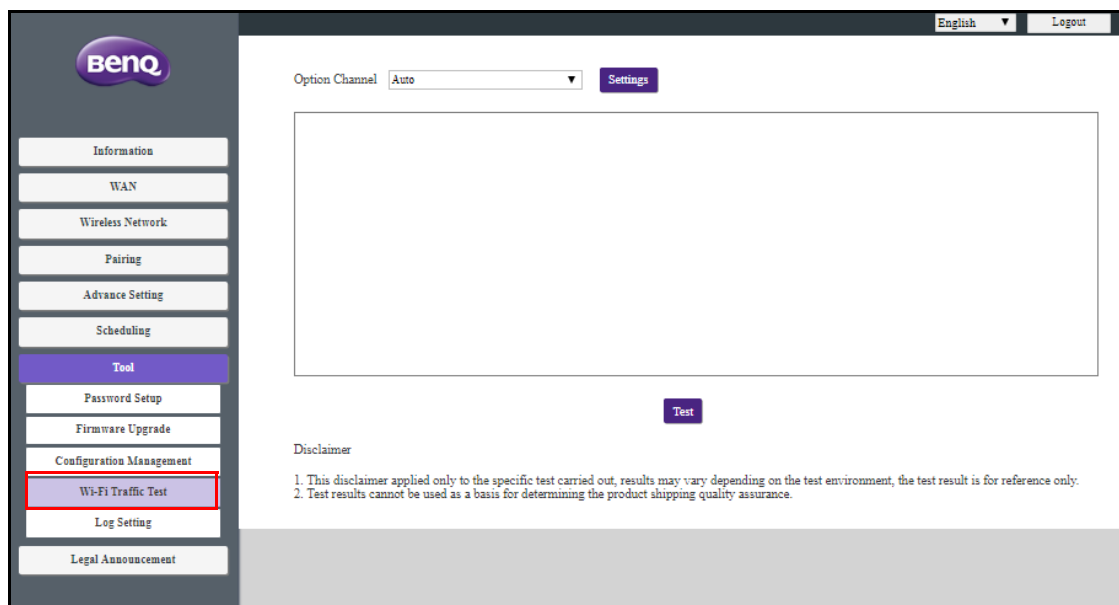 English ▼ Logout
BenQ
Option Channel Auto ▼ Settings
Information
WAN
Wireless Network
Pairing
Advance Setting
Scheduling
Tool
Password Setup
Firmware Upgrade
Configuration Management
Wi-Fi Traffic Test
Log Setting
Legal Announcement
Test
Disclaimer
1. This disclaimer applied only to the specific test carried out, results may vary depending on the test environment, the test result is for reference only.
2. Test results cannot be used as a basis for determining the product shipping quality assurance.